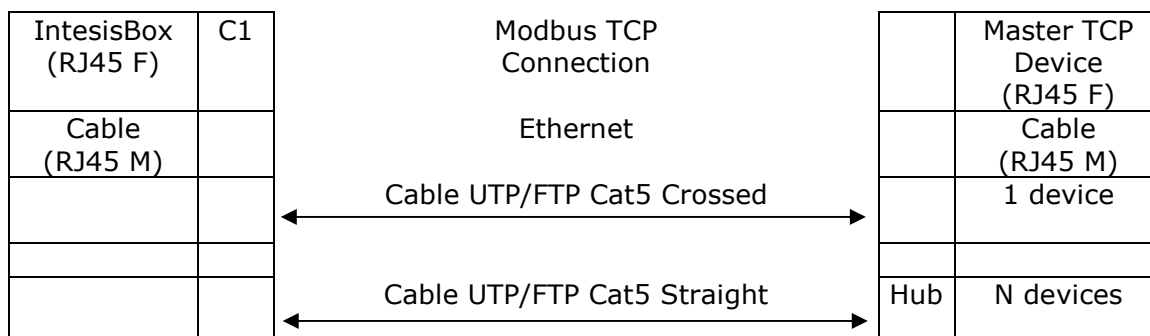 IntesisBox
(RJ45 F)
C1
Modbus TCP
Connection
Master TCP
Device
(RJ45 F)
Cable
(RJ45 M)
Ethernet
Cable
(RJ45 M)
Cable UTP/FTP Cat5 Crossed
1 device
Cable UTP/FTP Cat5 Straight
Hub
N devices